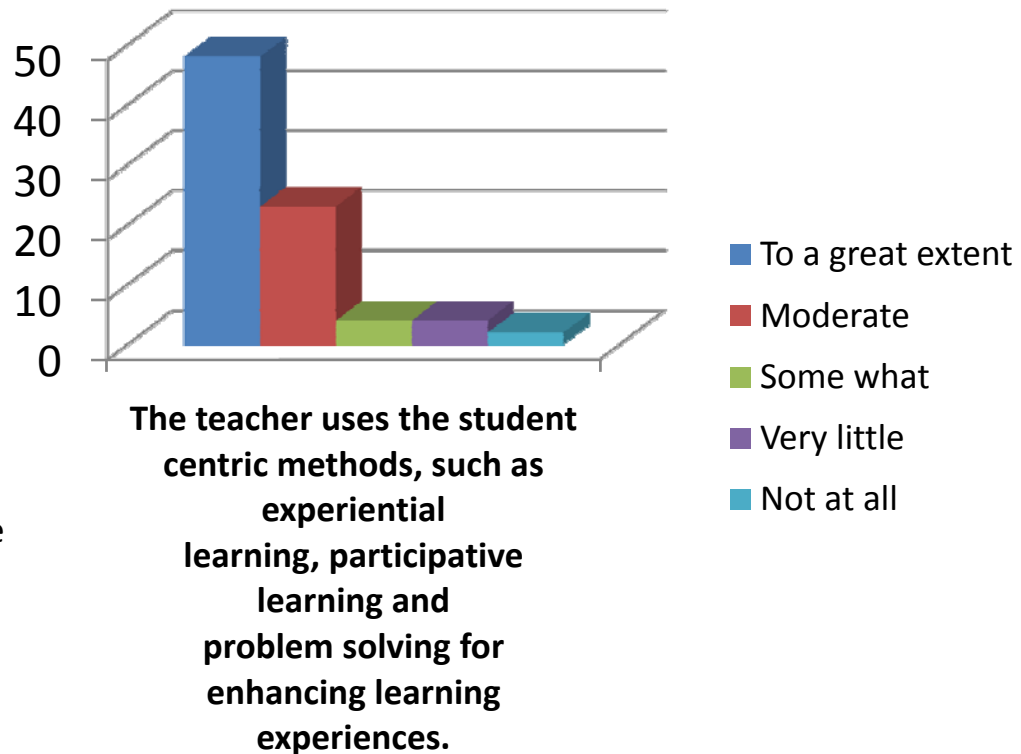 50
40
30
20
10
0
To a great extent
Moderate
Some what
Very little
Not at all
The teacher uses the student
centric methods, such as
experiential
learning, participative
learning and
problem solving for
enhancing learning
experiences.
e